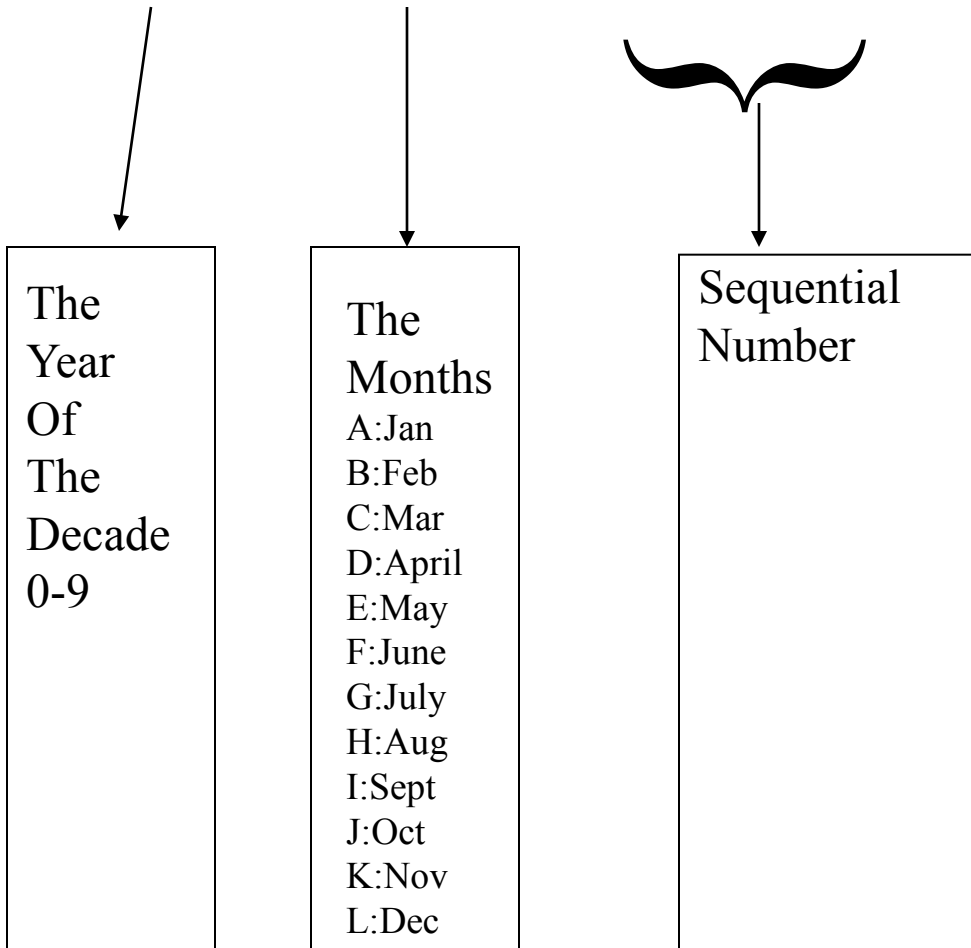 The
Year
Of
The
Decade
0-9
The
Months
A:Jan
B:Feb
C:Mar
D:April
E:May
F:June
G:July
H:Aug
I:Sept
J:Oct
K:Nov
L:Dec
Sequential
Number